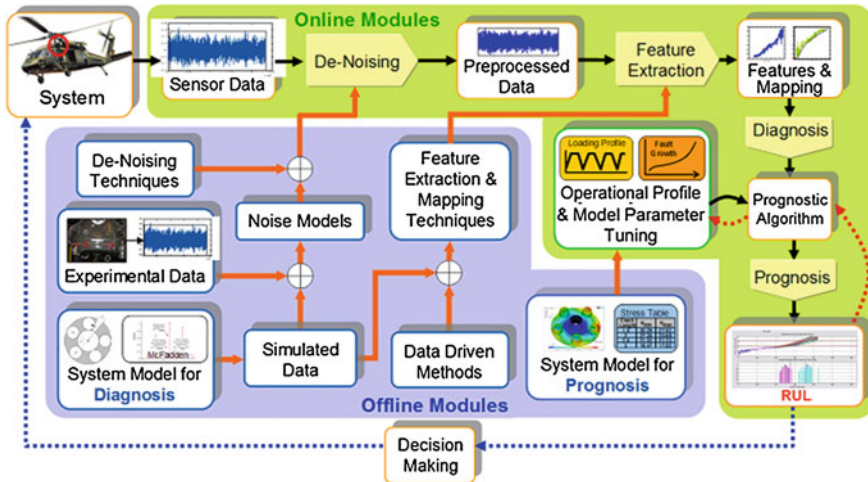 Online Modules
System
Sensor Data
De-Noising
Preprocessed
Data
Feature
Extraction
Features &
Mapping
Diagnosis
De-Noising
Techniques
Feature
Extraction &
Mapping
Techniques
Loading Profile
Fault
Growth
Operational Profile
& Model Parameter
Tuning
Prognostic
Algorithm
Noise Models
Experimental Data
Prognosis
McFadden
System Model for
Diagnosis
Simulated
Data
Data Driven
Methods
Stress Table
System Model for
Prognosis
RUL
Offline Modules
Decision
Making